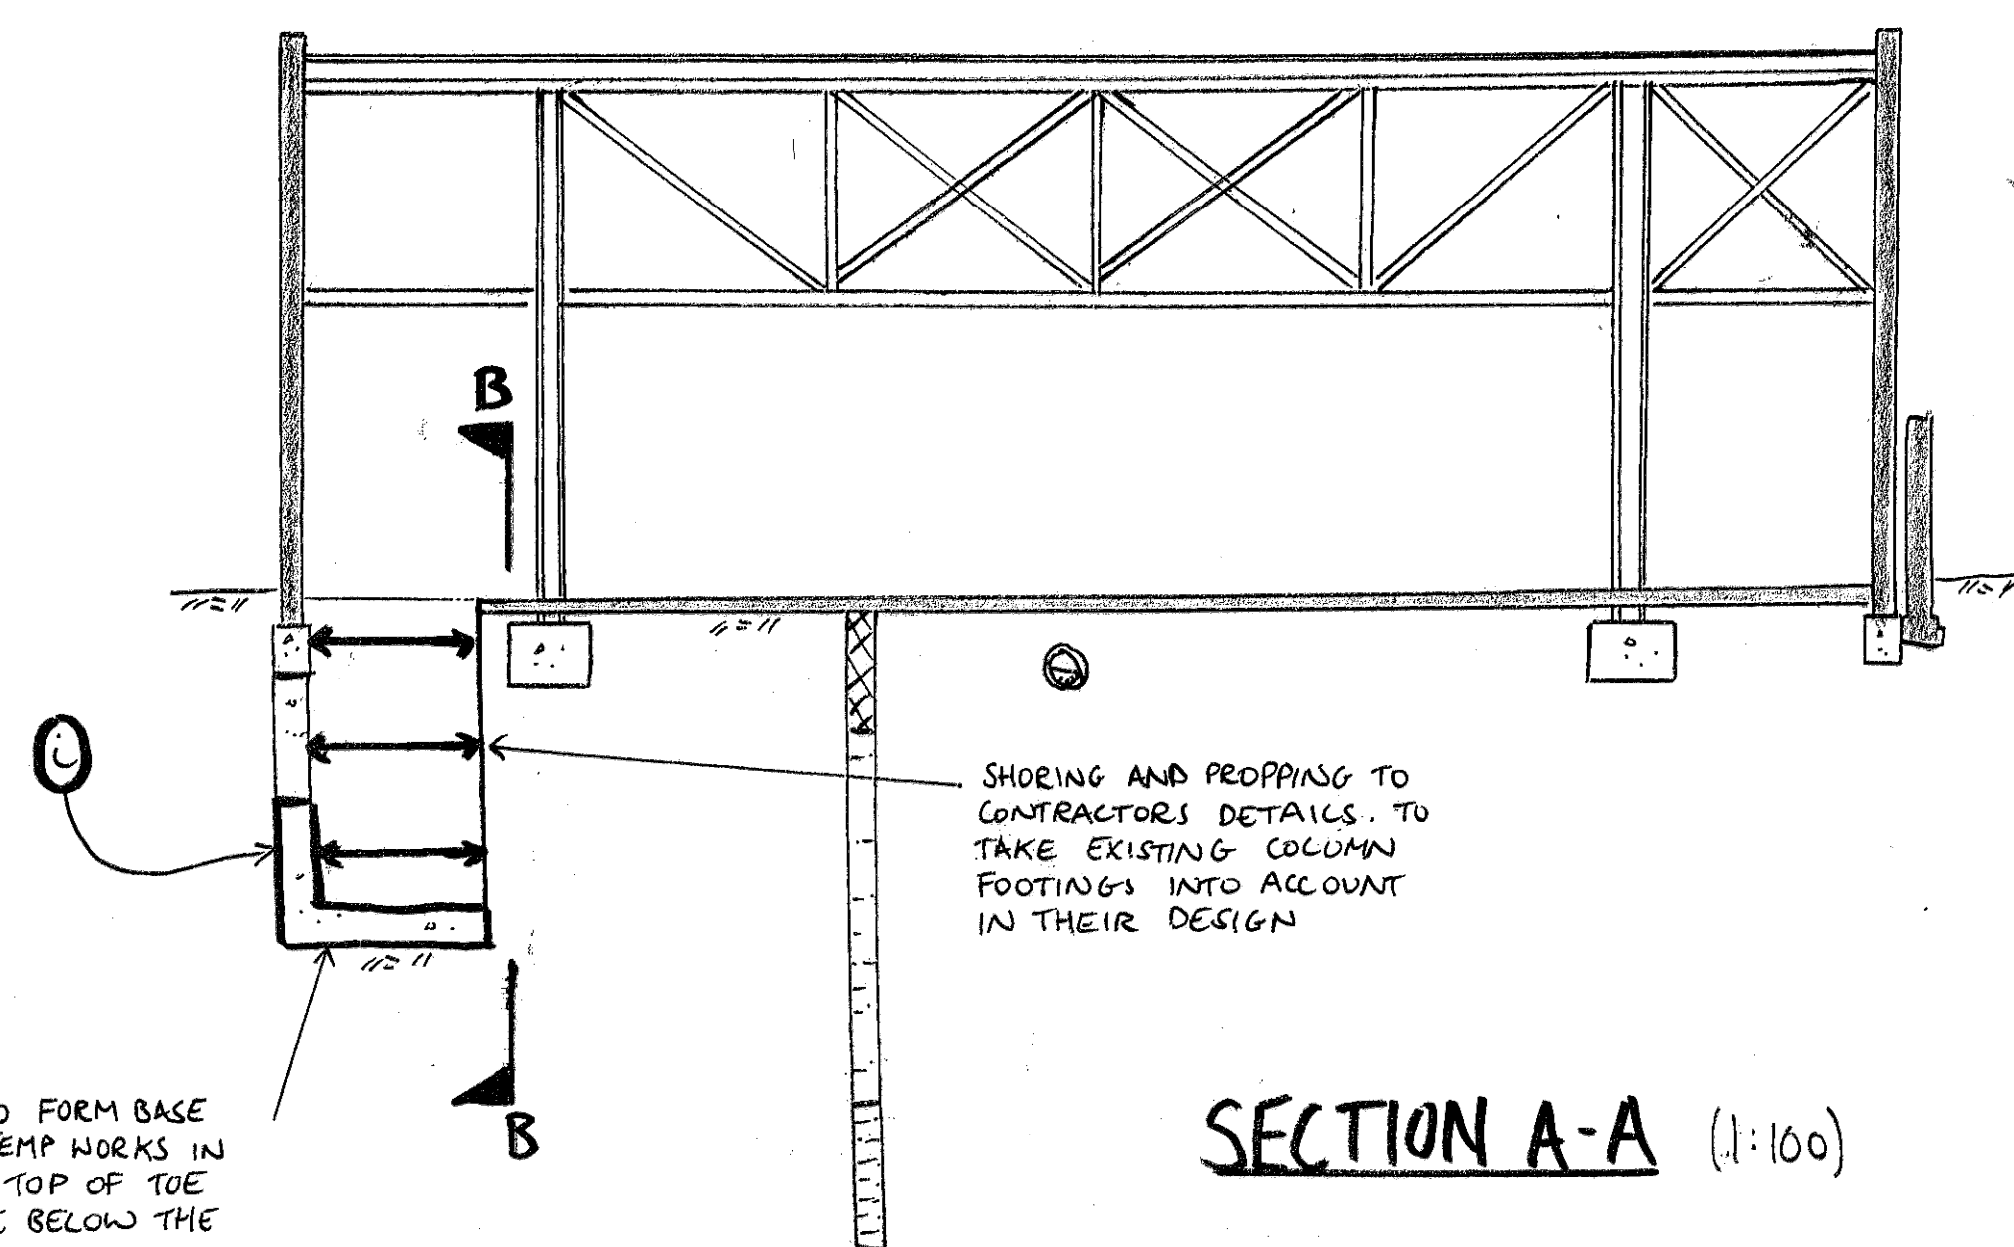 B
SHORING AND PROPPING TO
CONTRACTORS DETAILS. TO
TAKE EXISTING COLUMN
FOOTINGS INTO ACCOUNT
IN THEIR DESIGN
B
FORM BASE
WORKS IN
TOP OF TOE
BELOW THE
SECTION A-A (1:100)